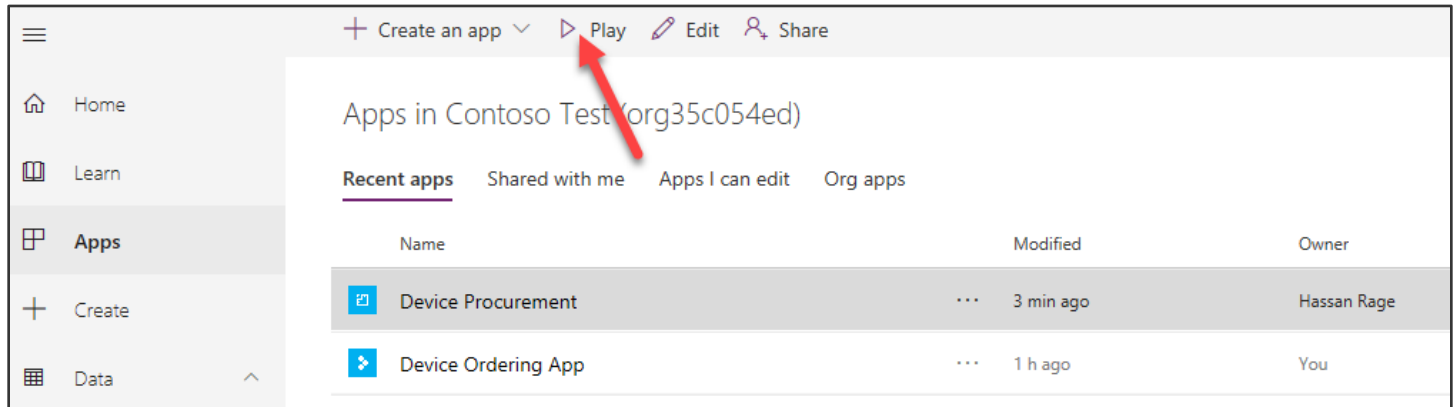 Create an app Play Edit Share
Home
Apps in Contoso Test (org35c054ed)
Learn
Recent apps Shared with me Apps I can edit Org apps
Apps
Name Modified Owner
Create
Device Procurement ... 3 min ago Hassan Rage
Data
Device Ordering App ... 1 h ago You